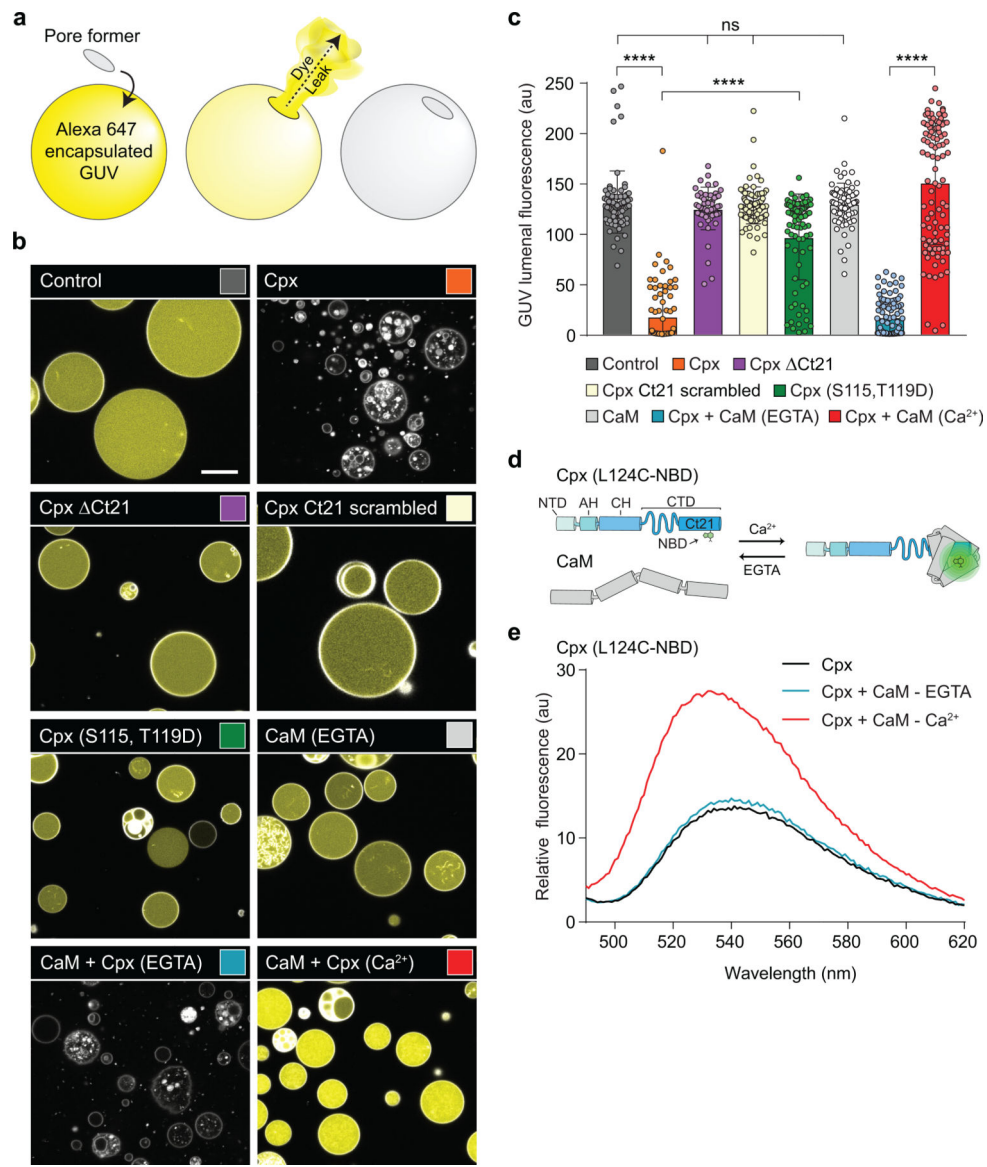 a
Pore former
Alexa 647
encapsulated
GUV
Dye
Leak
b
Control
Cpx
Cpx ΔCt21
Cpx Ct21 scrambled
Cpx (S115, T119D)
CaM (EGTA)
CaM + Cpx (EGTA)
CaM + Cpx (Ca²⁺)
c
ns
****
****
****
GUV lumenal fluorescence (au)
250
200
150
100
50
0
Control
Cpx
Cpx ΔCt21
Cpx Ct21 scrambled
Cpx (S115,T119D)
CaM
Cpx + CaM (EGTA)
Cpx + CaM (Ca²⁺)
d
Cpx (L124C-NBD)
NTD
AH
CH
CTD
Ct21
NBD
Ca²⁺
EGTA
CaM
e
Cpx (L124C-NBD)
Cpx
Cpx + CaM - EGTA
Cpx + CaM - Ca²⁺
Relative fluorescence (au)
30
20
10
0
500
520
540
560
580
600
620
Wavelength (nm)